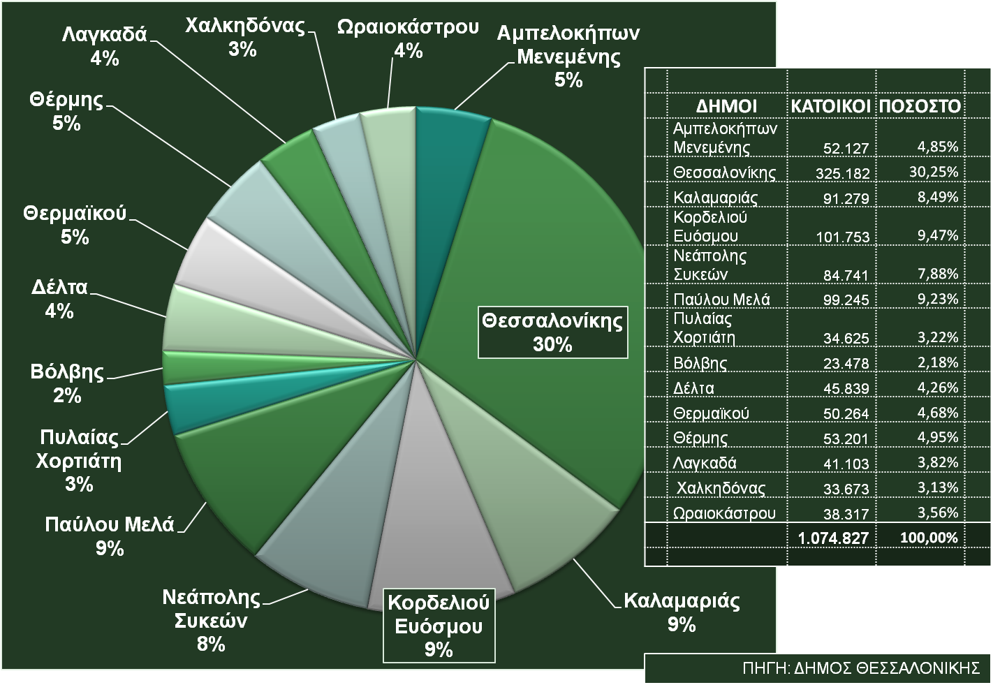 Λαγκαδά
4%
Χαλκηδόνας
3%
Ωραιοκάστρου
4%
Αμπελοκήπων
Μενεμένης
5%
Θέρμης
5%
Θερμαϊκού
5%
Δέλτα
4%
Βόλβης
2%
Πυλαίας
Χορτιάτη
3%
Παύλου Μελά
9%
Νεάπολης
Συκεών
8%
Κορδελιού
Ευόσμου
9%
Καλαμαριάς
9%
Θεσσαλονίκης
30%
ΔΗΜΟΙ ΚΑΤΟΙΚΟΙ ΠΟΣΟΣΤΟ
Αμπελοκήπων
Μενεμένης 52.127 4,85%
Θεσσαλονίκης 325.182 30,25%
Καλαμαριάς 91.279 8,49%
Κορδελιού
Ευόσμου 101.753 9,47%
Νεάπολης
Συκεών 84.741 7,88%
Παύλου Μελά 99.245 9,23%
Πυλαίας
Χορτιάτη 34.625 3,22%
Βόλβης 23.478 2,18%
Δέλτα 45.839 4,26%
Θερμαϊκού 50.264 4,68%
Θέρμης 53.201 4,95%
Λαγκαδά 41.103 3,82%
Χαλκηδόνας 33.673 3,13%
Ωραιοκάστρου 38.317 3,56%
1.074.827 100,00%
ΠΗΓΗ: ΔΗΜΟΣ ΘΕΣΣΑΛΟΝΙΚΗΣ